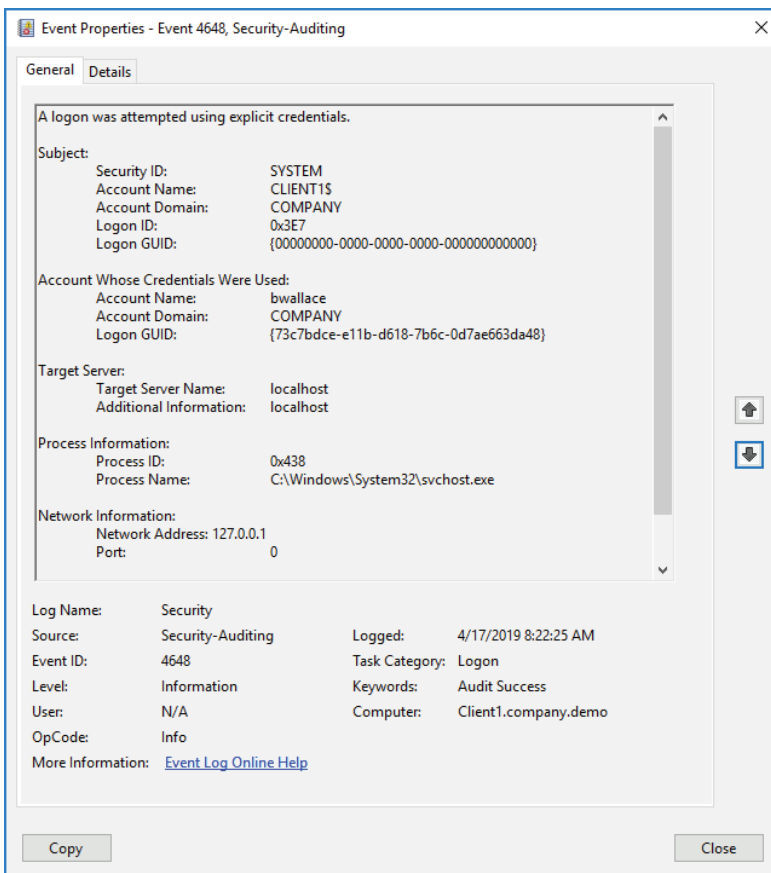 Event Properties - Event 4648, Security-Auditing
General Details
A logon was attempted using explicit credentials.
Subject:
Security ID: SYSTEM
Account Name: CLIENT1$
Account Domain: COMPANY
Logon ID: 0x3E7
Logon GUID: {00000000-0000-0000-0000-000000000000}
Account Whose Credentials Were Used:
Account Name: bwallace
Account Domain: COMPANY
Logon GUID: {73c7bdce-e11b-d618-7b6c-0d7ae663da48}
Target Server:
Target Server Name: localhost
Additional Information: localhost
Process Information:
Process ID: 0x438
Process Name: C:\Windows\System32\svchost.exe
Network Information:
Network Address: 127.0.0.1
Port: 0
Log Name: Security
Source: Security-Auditing Logged: 4/17/2019 8:22:25 AM
Event ID: 4648 Task Category: Logon
Level: Information Keywords: Audit Success
User: N/A Computer: Client1.company.demo
OpCode: Info
More Information: Event Log Online Help
Copy Close